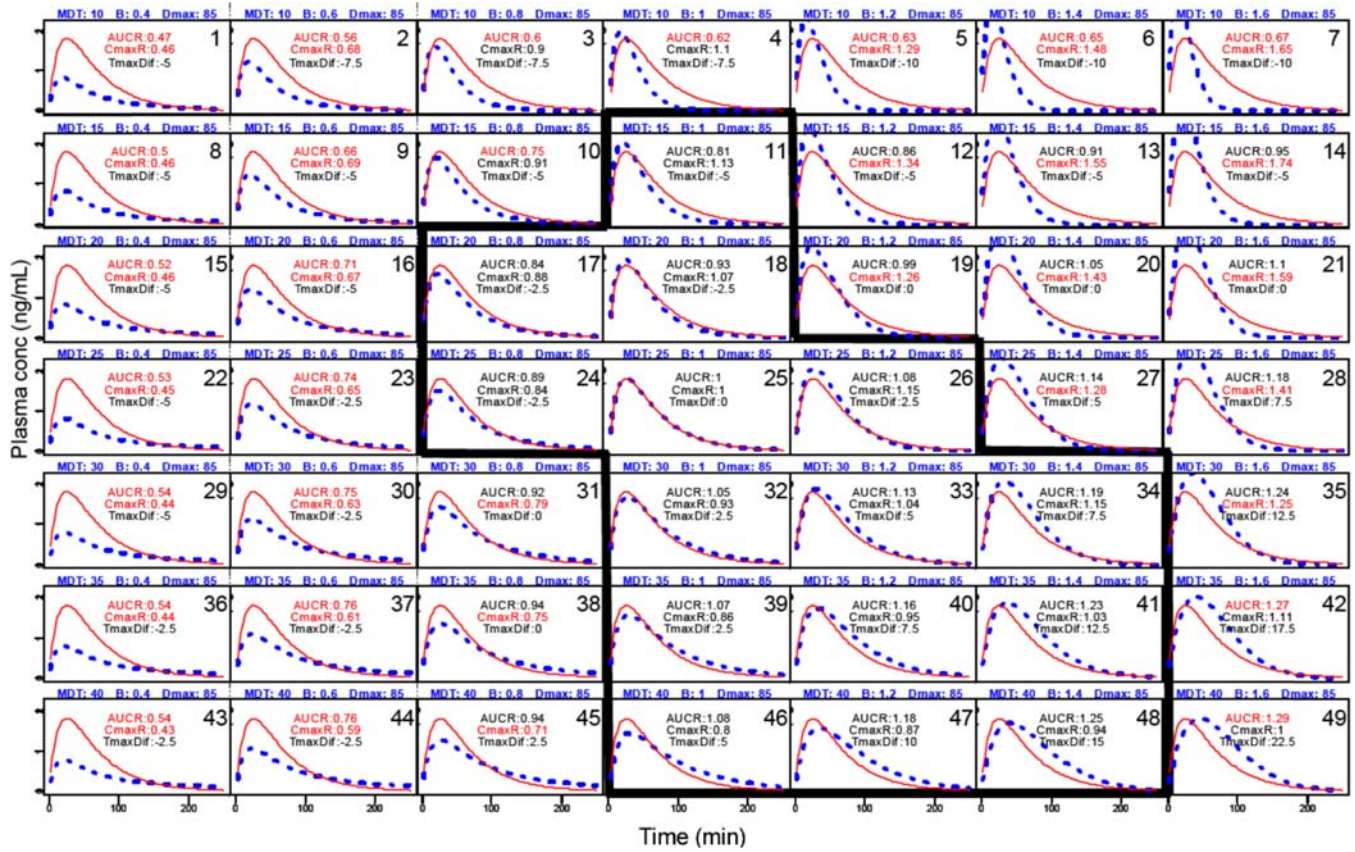 Plasma conc (ng/mL)
MDT: 10 B: 0.4 Dmax: 85
1
AUCR:0.47
CmaxR:0.46
TmaxDif:-5
MDT: 10 B: 0.6 Dmax: 85
2
AUCR:0.56
CmaxR:0.68
TmaxDif:-7.5
MDT: 10 B: 0.8 Dmax: 85
3
AUCR:0.6
CmaxR:0.9
TmaxDif:-7.5
MDT: 10 B: 1 Dmax: 85
4
AUCR:0.62
CmaxR:1.1
TmaxDif:-7.5
MDT: 10 B: 1.2 Dmax: 85
5
AUCR:0.63
CmaxR:1.29
TmaxDif:-10
MDT: 10 B: 1.4 Dmax: 85
6
AUCR:0.65
CmaxR:1.48
TmaxDif:-10
MDT: 10 B: 1.6 Dmax: 85
7
AUCR:0.67
CmaxR:1.65
TmaxDif:-10
MDT: 15 B: 0.4 Dmax: 85
8
AUCR:0.5
CmaxR:0.46
TmaxDif:-5
MDT: 15 B: 0.6 Dmax: 85
9
AUCR:0.66
CmaxR:0.69
TmaxDif:-5
MDT: 15 B: 0.8 Dmax: 85
10
AUCR:0.75
CmaxR:0.91
TmaxDif:-5
MDT: 15 B: 1 Dmax: 85
11
AUCR:0.81
CmaxR:1.13
TmaxDif:-5
MDT: 15 B: 1.2 Dmax: 85
12
AUCR:0.86
CmaxR:1.34
TmaxDif:-5
MDT: 15 B: 1.4 Dmax: 85
13
AUCR:0.91
CmaxR:1.55
TmaxDif:-5
MDT: 15 B: 1.6 Dmax: 85
14
AUCR:0.95
CmaxR:1.74
TmaxDif:-5
MDT: 20 B: 0.4 Dmax: 85
15
AUCR:0.52
CmaxR:0.46
TmaxDif:-5
MDT: 20 B: 0.6 Dmax: 85
16
AUCR:0.71
CmaxR:0.67
TmaxDif:-5
MDT: 20 B: 0.8 Dmax: 85
17
AUCR:0.84
CmaxR:0.88
TmaxDif:-2.5
MDT: 20 B: 1 Dmax: 85
18
AUCR:0.93
CmaxR:1.07
TmaxDif:-2.5
MDT: 20 B: 1.2 Dmax: 85
19
AUCR:0.99
CmaxR:1.26
TmaxDif:0
MDT: 20 B: 1.4 Dmax: 85
20
AUCR:1.05
CmaxR:1.43
TmaxDif:0
MDT: 20 B: 1.6 Dmax: 85
21
AUCR:1.1
CmaxR:1.59
TmaxDif:0
MDT: 25 B: 0.4 Dmax: 85
22
AUCR:0.53
CmaxR:0.45
TmaxDif:-5
MDT: 25 B: 0.6 Dmax: 85
23
AUCR:0.74
CmaxR:0.65
TmaxDif:-2.5
MDT: 25 B: 0.8 Dmax: 85
24
AUCR:0.89
CmaxR:0.84
TmaxDif:-2.5
MDT: 25 B: 1 Dmax: 85
25
AUCR:1
CmaxR:1
TmaxDif:0
MDT: 25 B: 1.2 Dmax: 85
26
AUCR:1.08
CmaxR:1.15
TmaxDif:2.5
MDT: 25 B: 1.4 Dmax: 85
27
AUCR:1.14
CmaxR:1.28
TmaxDif:5
MDT: 25 B: 1.6 Dmax: 85
28
AUCR:1.18
CmaxR:1.41
TmaxDif:7.5
MDT: 30 B: 0.4 Dmax: 85
29
AUCR:0.54
CmaxR:0.44
TmaxDif:-5
MDT: 30 B: 0.6 Dmax: 85
30
AUCR:0.75
CmaxR:0.63
TmaxDif:-2.5
MDT: 30 B: 0.8 Dmax: 85
31
AUCR:0.92
CmaxR:0.79
TmaxDif:0
MDT: 30 B: 1 Dmax: 85
32
AUCR:1.05
CmaxR:0.93
TmaxDif:2.5
MDT: 30 B: 1.2 Dmax: 85
33
AUCR:1.13
CmaxR:1.04
TmaxDif:5
MDT: 30 B: 1.4 Dmax: 85
34
AUCR:1.19
CmaxR:1.15
TmaxDif:7.5
MDT: 30 B: 1.6 Dmax: 85
35
AUCR:1.24
CmaxR:1.25
TmaxDif:12.5
MDT: 35 B: 0.4 Dmax: 85
36
AUCR:0.54
CmaxR:0.44
TmaxDif:-2.5
MDT: 35 B: 0.6 Dmax: 85
37
AUCR:0.76
CmaxR:0.61
TmaxDif:-2.5
MDT: 35 B: 0.8 Dmax: 85
38
AUCR:0.94
CmaxR:0.75
TmaxDif:0
MDT: 35 B: 1 Dmax: 85
39
AUCR:1.07
CmaxR:0.86
TmaxDif:2.5
MDT: 35 B: 1.2 Dmax: 85
40
AUCR:1.16
CmaxR:0.95
TmaxDif:7.5
MDT: 35 B: 1.4 Dmax: 85
41
AUCR:1.23
CmaxR:1.03
TmaxDif:12.5
MDT: 35 B: 1.6 Dmax: 85
42
AUCR:1.27
CmaxR:1.11
TmaxDif:17.5
MDT: 40 B: 0.4 Dmax: 85
43
AUCR:0.54
CmaxR:0.43
TmaxDif:-2.5
MDT: 40 B: 0.6 Dmax: 85
44
AUCR:0.76
CmaxR:0.59
TmaxDif:-2.5
MDT: 40 B: 0.8 Dmax: 85
45
AUCR:0.94
CmaxR:0.71
TmaxDif:2.5
MDT: 40 B: 1 Dmax: 85
46
AUCR:1.08
CmaxR:0.8
TmaxDif:5
MDT: 40 B: 1.2 Dmax: 85
47
AUCR:1.18
CmaxR:0.87
TmaxDif:10
MDT: 40 B: 1.4 Dmax: 85
48
AUCR:1.25
CmaxR:0.94
TmaxDif:15
MDT: 40 B: 1.6 Dmax: 85
49
AUCR:1.29
CmaxR:1
TmaxDif:22.5
0 100 200 0 100 200 0 100 200 0 100 200 0 100 200 0 100 200 0 100 200
Time (min)